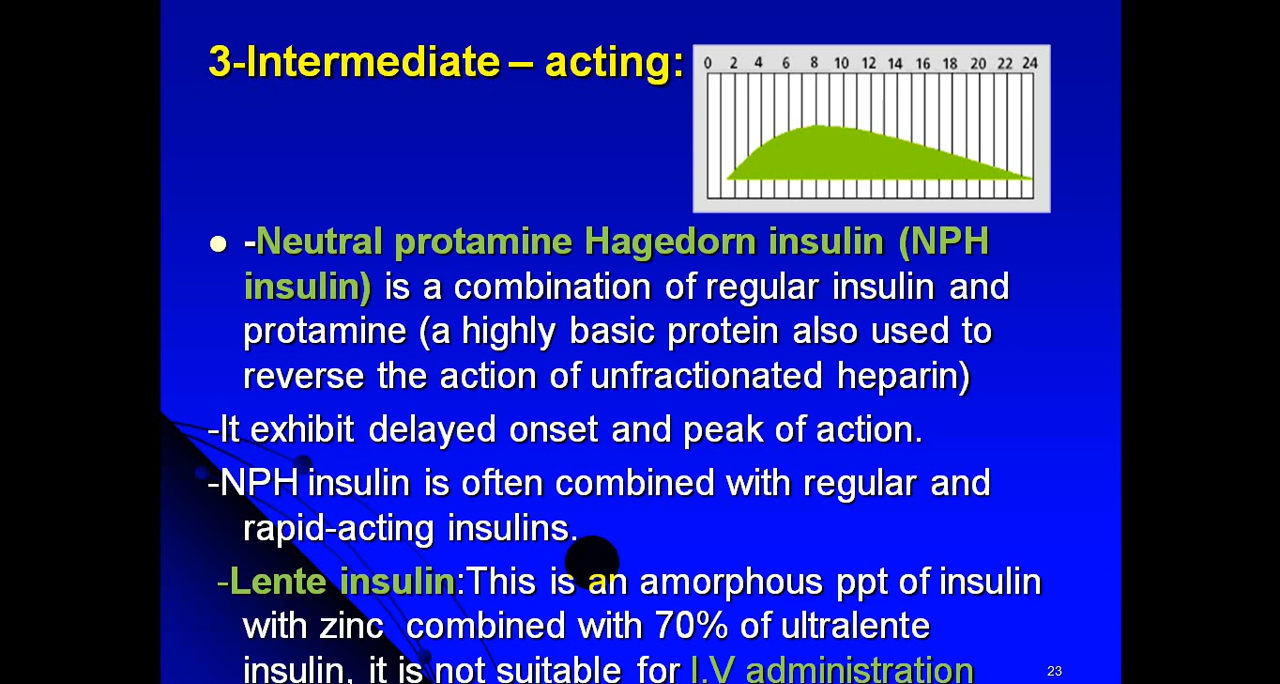 3-Intermediate – acting:
0 2 4 6 8 10 12 14 16 18 20 22 24
-Neutral protamine Hagedorn insulin (NPH
insulin) is a combination of regular insulin and
protamine (a highly basic protein also used to
reverse the action of unfractionated heparin)
-It exhibit delayed onset and peak of action.
-NPH insulin is often combined with regular and
rapid-acting insulins.
-Lente insulin:This is an amorphous ppt of insulin
with zinc combined with 70% of ultralente
insulin, it is not suitable for I.V administration
23